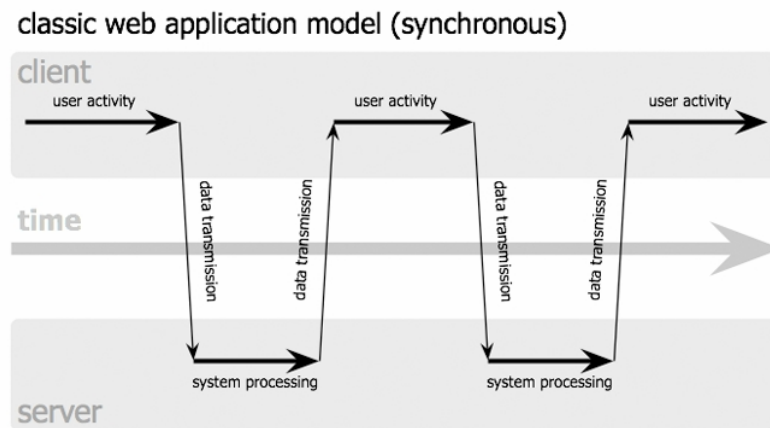 classic web application model (synchronous)
client
user activity
user activity
user activity
data transmission
data transmission
data transmission
data transmission
time
system processing
system processing
server